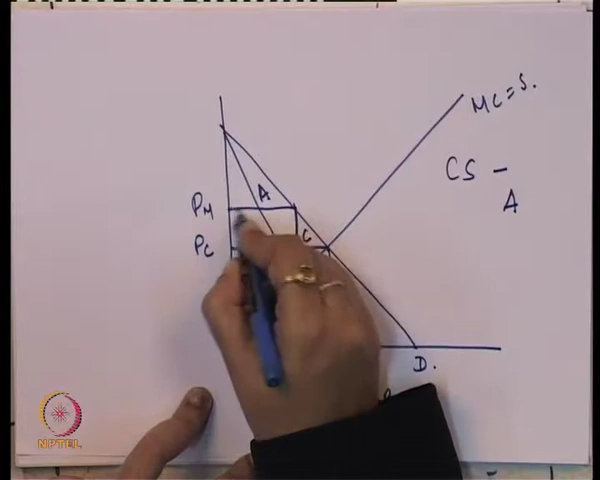 MC = S.
CS - A
A
PM
C
PC
D.
NPTEL